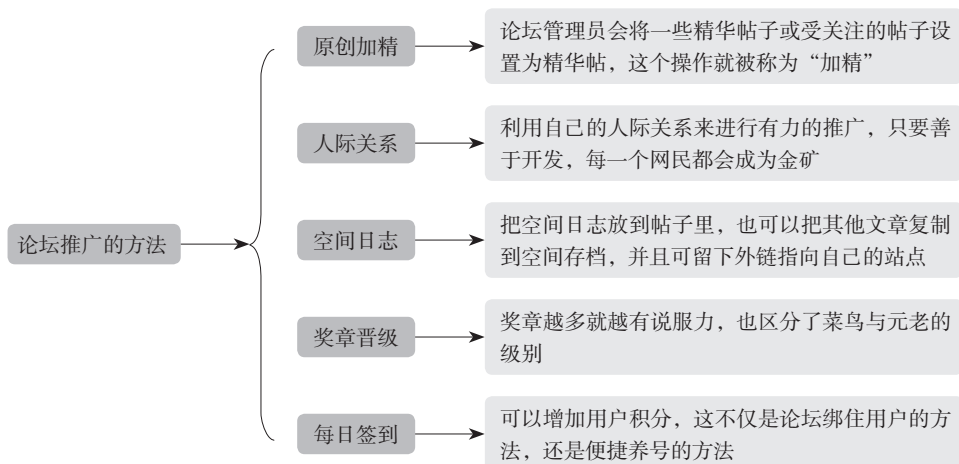 论坛推广的方法
原创加精
论坛管理员会将一些精华帖子或受关注的帖子设
置为精华帖，这个操作就被称为“加精”
人际关系
利用自己的人际关系来进行有力的推广，只要善
于开发，每一个网民都会成为金矿
空间日志
把空间日志放到帖子里，也可以把其他文章复制
到空间存档，并且可留下外链指向自己的站点
奖章晋级
奖章越多就越有说服力，也区分了菜鸟与元老的
级别
每日签到
可以增加用户积分，这不仅是论坛绑住用户的方
法，还是便捷养号的方法